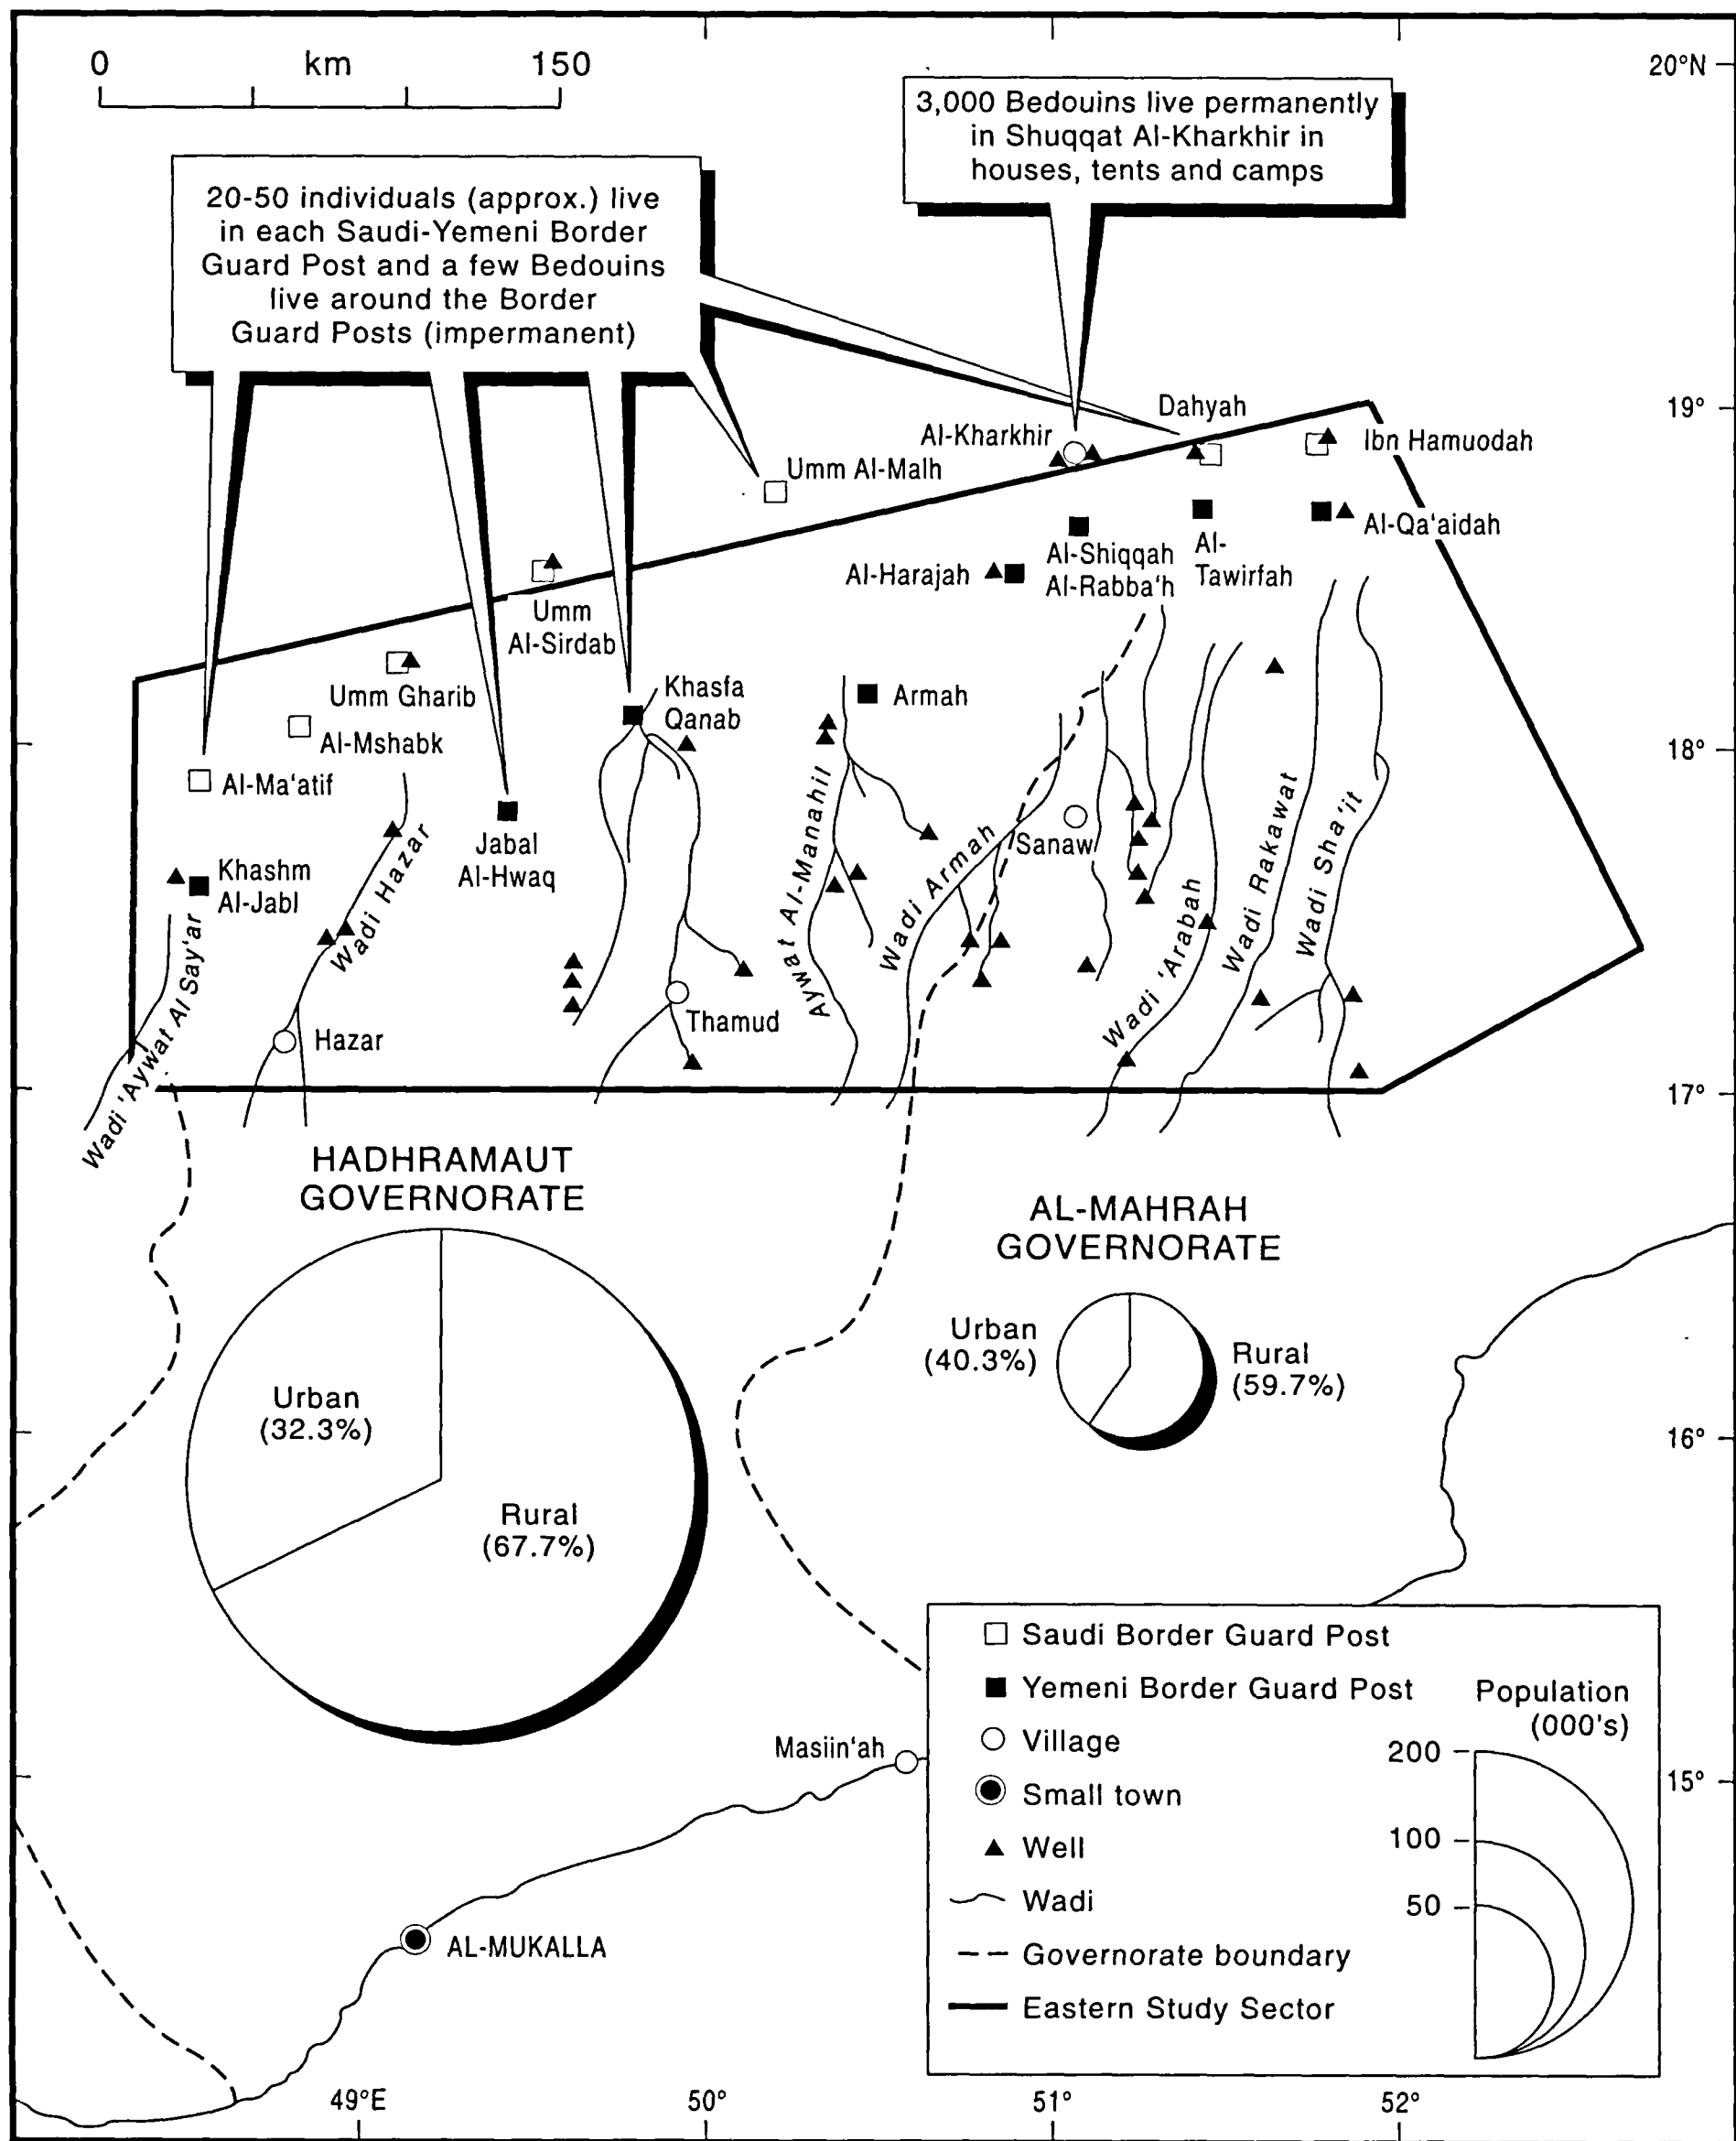 0 km 150
20°N
3,000 Bedouins live permanently
in Shuqqat Al-Kharkhir in
houses, tents and camps
20-50 individuals (approx.) live
in each Saudi-Yemeni Border
Guard Post and a few Bedouins
live around the Border
Guard Posts (impermanent)
19°
Dahyah
Al-Kharkhir
Ibn Hamuodah
Umm Al-Malh
Al-Qa'aidah
Al-Shiqqah
Al-Rabba'h
Al-
Tawirfah
Al-Harajah
Umm
Al-Sirdab
Umm Gharib
Khasfa
Qanab
Armah
18°
Al-Mshabk
Al-Ma'atif
Jabal
Al-Hwaq
Sanaw
Khashm
Al-Jabl
Wadi Hazar
Aywat Al-Manahil
Wadi Armah
Wadi 'Arabah
Wadi Rakawat
Wadi Sha'it
Wadi 'Aywat Al Say'ar
Hazar
Thamud
17°
HADHRAMAUT
GOVERNORATE
AL-MAHRAH
GOVERNORATE
Urban
(40.3%)
Rural
(59.7%)
Urban
(32.3%)
Rural
(67.7%)
16°
Saudi Border Guard Post
Yemeni Border Guard Post
Village
Small town
Well
Wadi
Governorate boundary
Eastern Study Sector
Population
(000's)
200
100
50
Masiin'ah
15°
AL-MUKALLA
49°E 50° 51° 52°